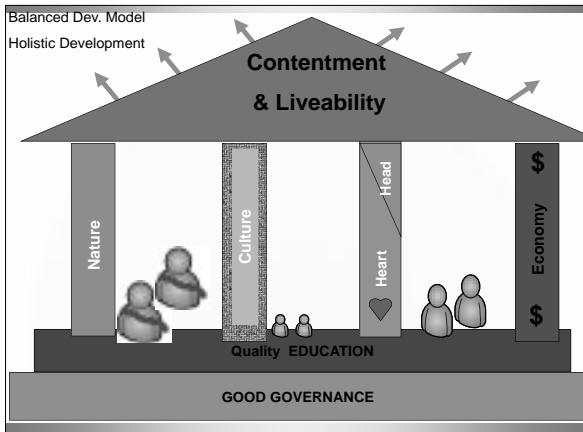 Balanced Dev. Model
Holistic Development
Contentment
& Liveability
Nature
Culture
Head
Heart
$
Economy
$
Quality EDUCATION
GOOD GOVERNANCE